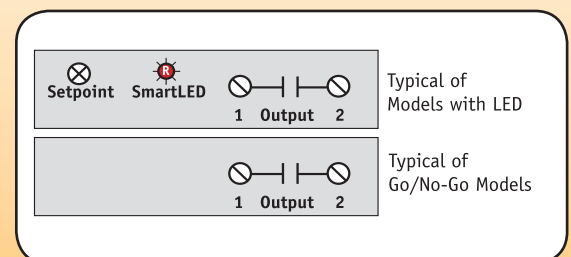 R
Setpoint SmartLED
1 Output 2
Typical of
Models with LED
1 Output 2
Typical of
Go/No-Go Models